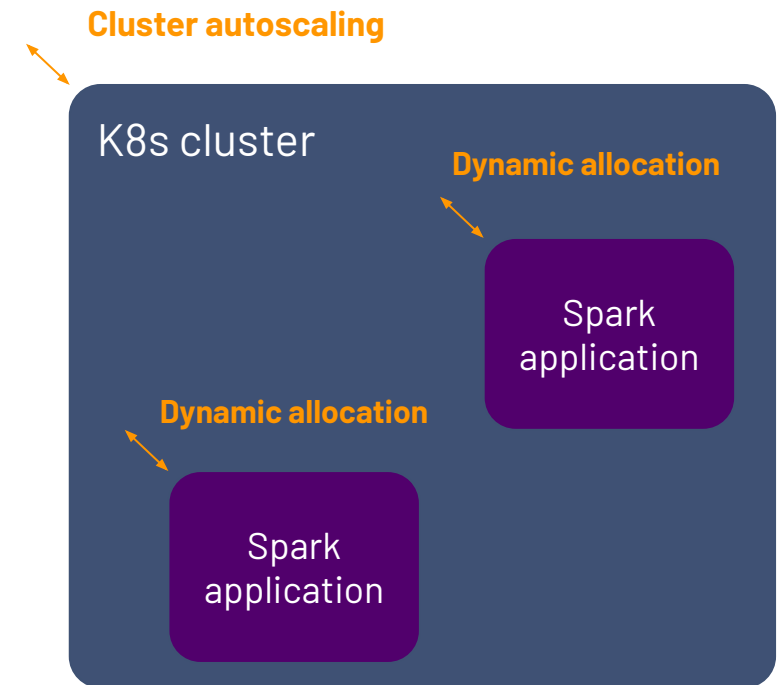 Cluster autoscaling
K8s cluster
Dynamic allocation
Spark
application
Dynamic allocation
Spark
application